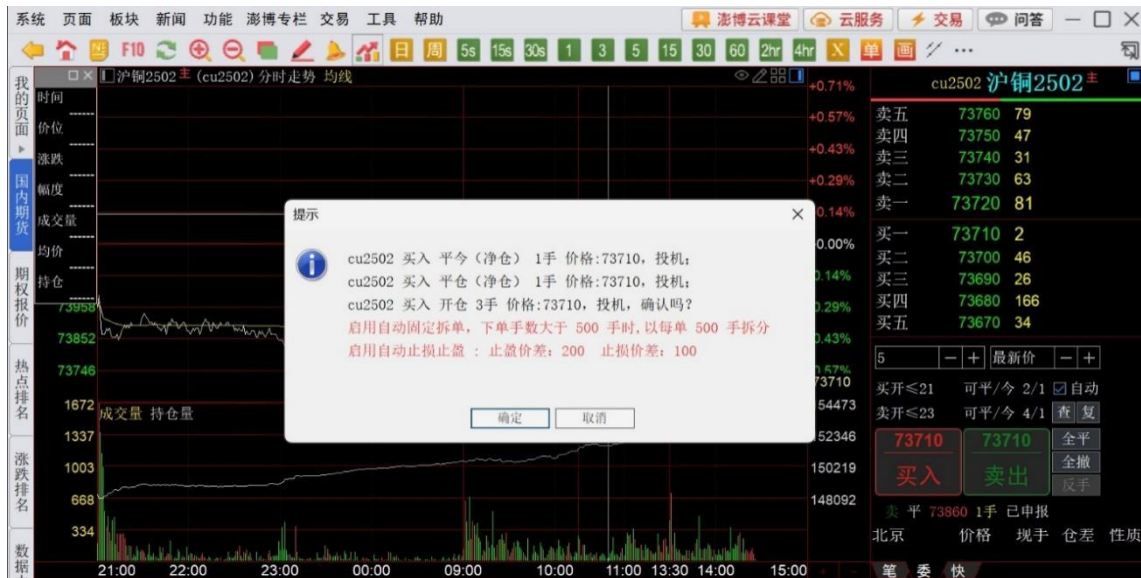 系统 页面 板块 新闻 功能 澎博专栏 交易 工具 帮助 澎博云课堂 云服务 交易 问答
F10 日 周 5s 15s 30s 1 3 5 15 30 60 2hr 4hr X 单 画
我的页面
国内期货
期权报价
热点排名
涨跌排名
数据
沪铜2502主 (cu2502) 分时走势 均线
时间
价位
涨跌
幅度
成交量
均价
持仓
73958
73852
73746
1672
1337
1003
668
334
成交量 持仓量
+0.71%
+0.57%
+0.43%
+0.29%
0.14%
0.00%
0.14%
0.29%
0.43%
0.57%
73710
54473
52346
150219
148092
21:00 22:00 23:00 00:00 09:00 10:00 11:00 13:30 14:00 15:00
提示
cu2502 买入 平今（净仓） 1手 价格:73710，投机;
cu2502 买入 平仓（净仓） 1手 价格:73710，投机;
cu2502 买入 开仓 3手 价格:73710，投机，确认吗?
启用自动固定拆单，下单手数大于 500 手时,以每单 500 手拆分
启用自动止损止盈 : 止盈价差: 200 止损价差: 100
确定 取消
cu2502 沪铜2502主
卖五 73760 79
卖四 73750 47
卖三 73740 31
卖二 73730 63
卖一 73720 81
买一 73710 2
买二 73700 46
买三 73690 26
买四 73680 166
买五 73670 34
5 — + 最新价 — +
买开≤21 可平/今 2/1 自动
卖开≤23 可平/今 4/1 查 复
73710 买入
73710 卖出
全平
全撤
反手
卖 平 73860 1手 已申报
北京 价格 现手 仓差 性质
笔 委 快